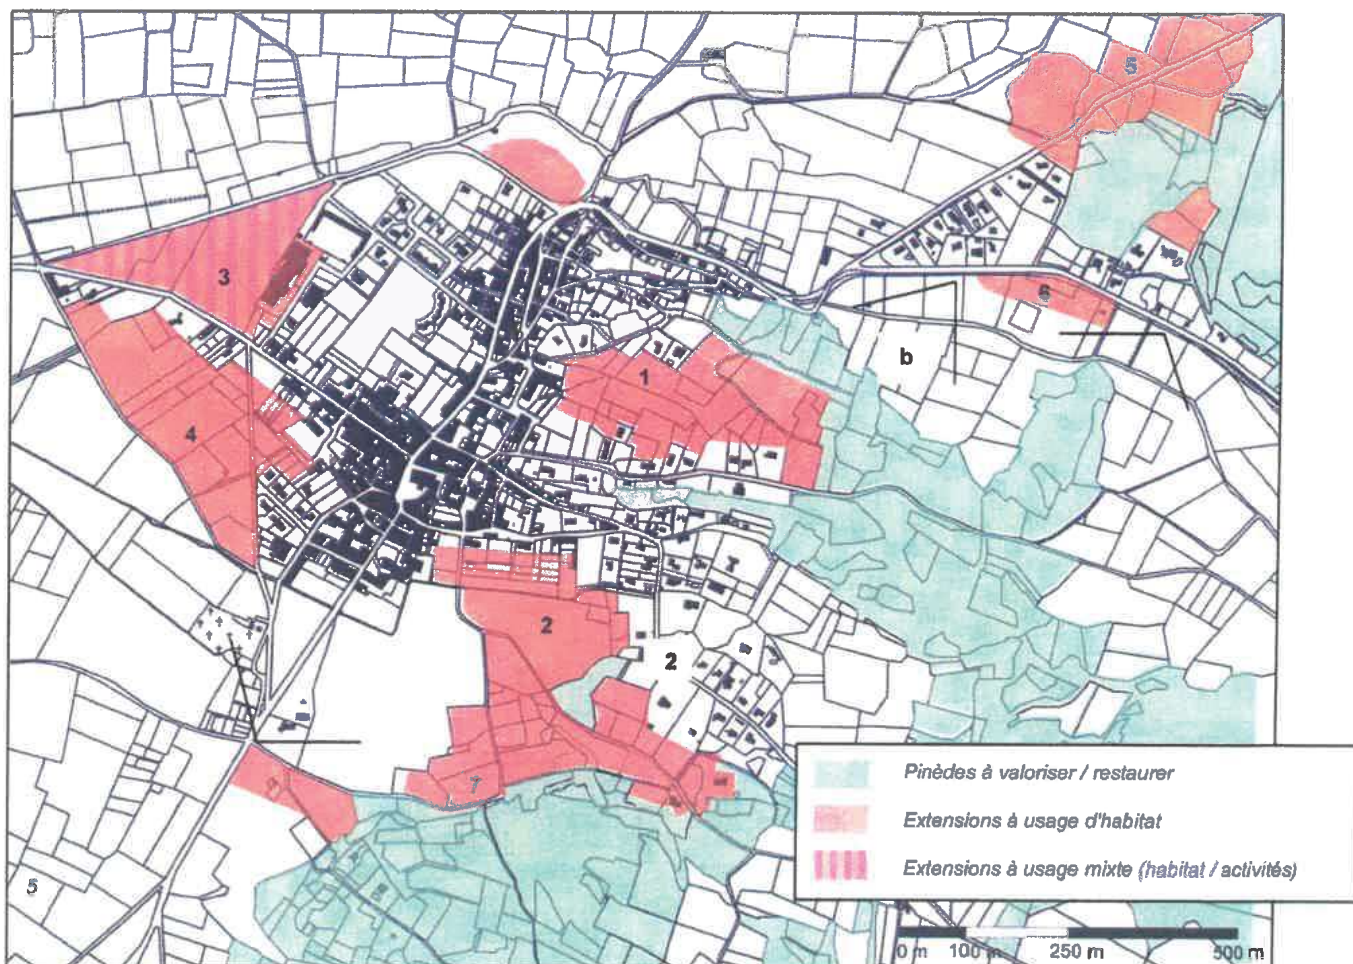 5
3
6
b
1
4
2
2
7
5
Pinèdes à valoriser / restaurer
Extensions à usage d'habitat
Extensions à usage mixte (habitat / activités)
0 m 100 m 250 m 500 m